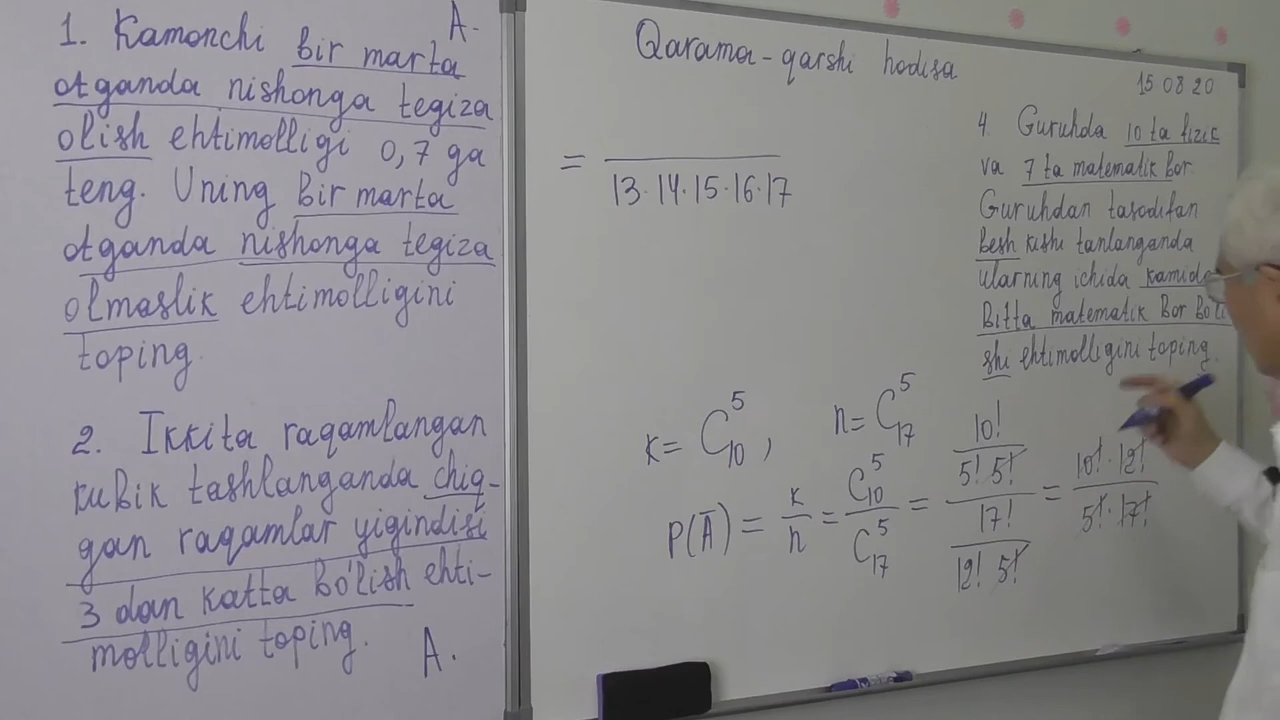 1. Kamonchi bir marta
otganda nishonga tegiza
olish ehtimolligi 0,7 ga
teng. Uning bir marta
otganda nishonga tegiza
olmaslik ehtimolligini
toping.
A.
2. Ikkita raqamlangan
kubik tashlanganda chiq-
gan raqamlar yigindisi
3 dan katta bo'lish ehti-
molligini toping.
A.
Qarama-qarshi hodisa
15 08 20
= ─── / 13·14·15·16·17
4. Guruhda 10 ta fizik
va 7 ta matematik bor.
Guruhdan tasodifan
besh kishi tanlanganda
ularning ichida
bitta matematik bor bo'li
shi ehtimolligini toping.
K = C₁₀⁵, n = C₁₇⁵
P(Ā) = K/n = C₁₀⁵/C₁₇⁵ = (10!/(5! 5!))/(17!/(12! 5!)) = (10! · 12!)/(5! · 17!)